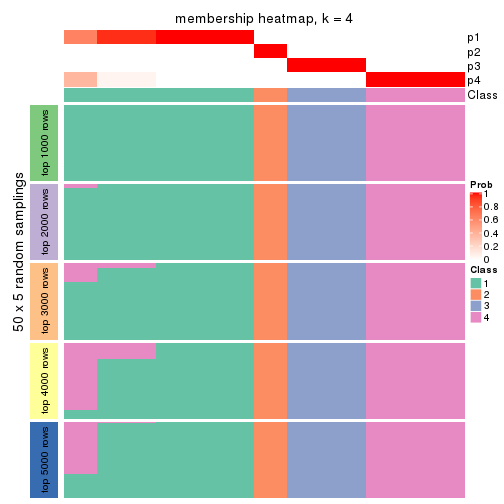 membership heatmap, k = 4
p1
p2
p3
p4
Class
50 x 5 random samplings
top 1000 rows
top 2000 rows
top 3000 rows
top 4000 rows
top 5000 rows
Prob
1
0.8
0.6
0.4
0.2
0
Class
1
2
3
4